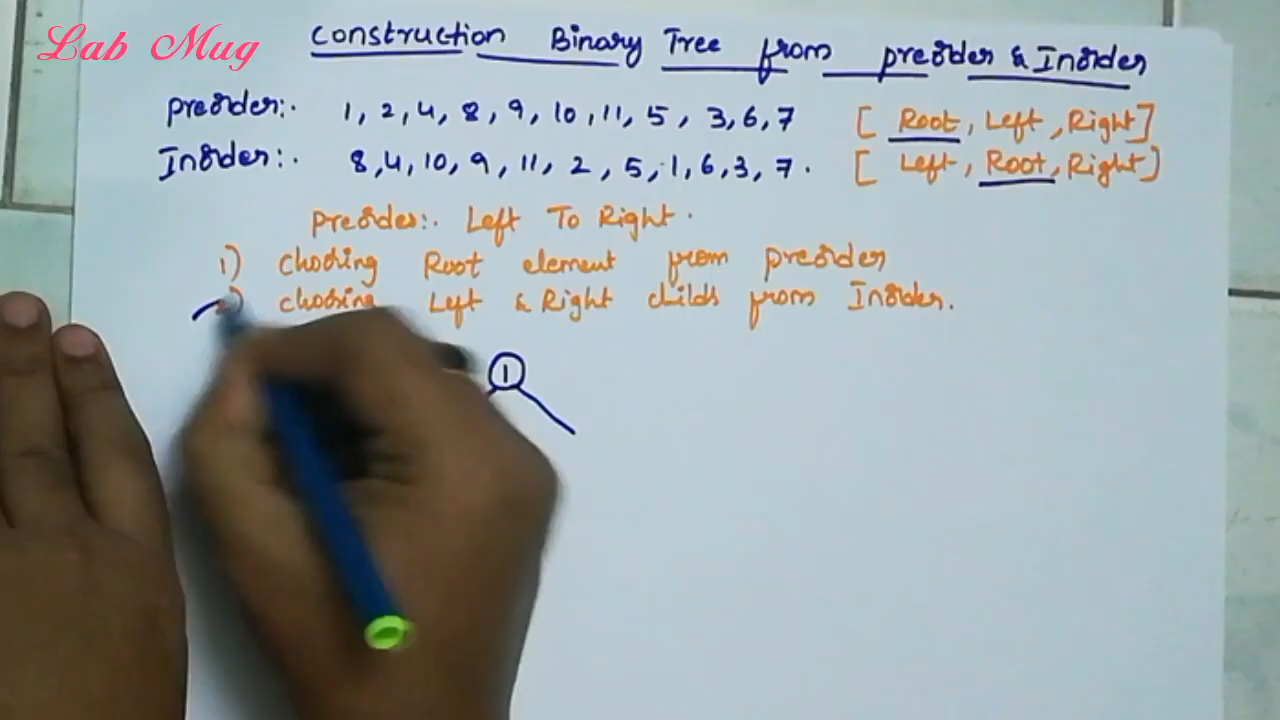 Lab Mug
Construction Binary Tree from preorder & Inorder
preorder:. 1, 2, 4, 8, 9, 10, 11, 5, 3, 6, 7 [ Root, Left, Right]
Inorder:. 8, 4, 10, 9, 11, 2, 5, 1, 6, 3, 7. [ Left, Root, Right]
preorder:. Left To Right.
1) choosing Root element from preorder
2) choosing Left & Right childs from Inorder.
1